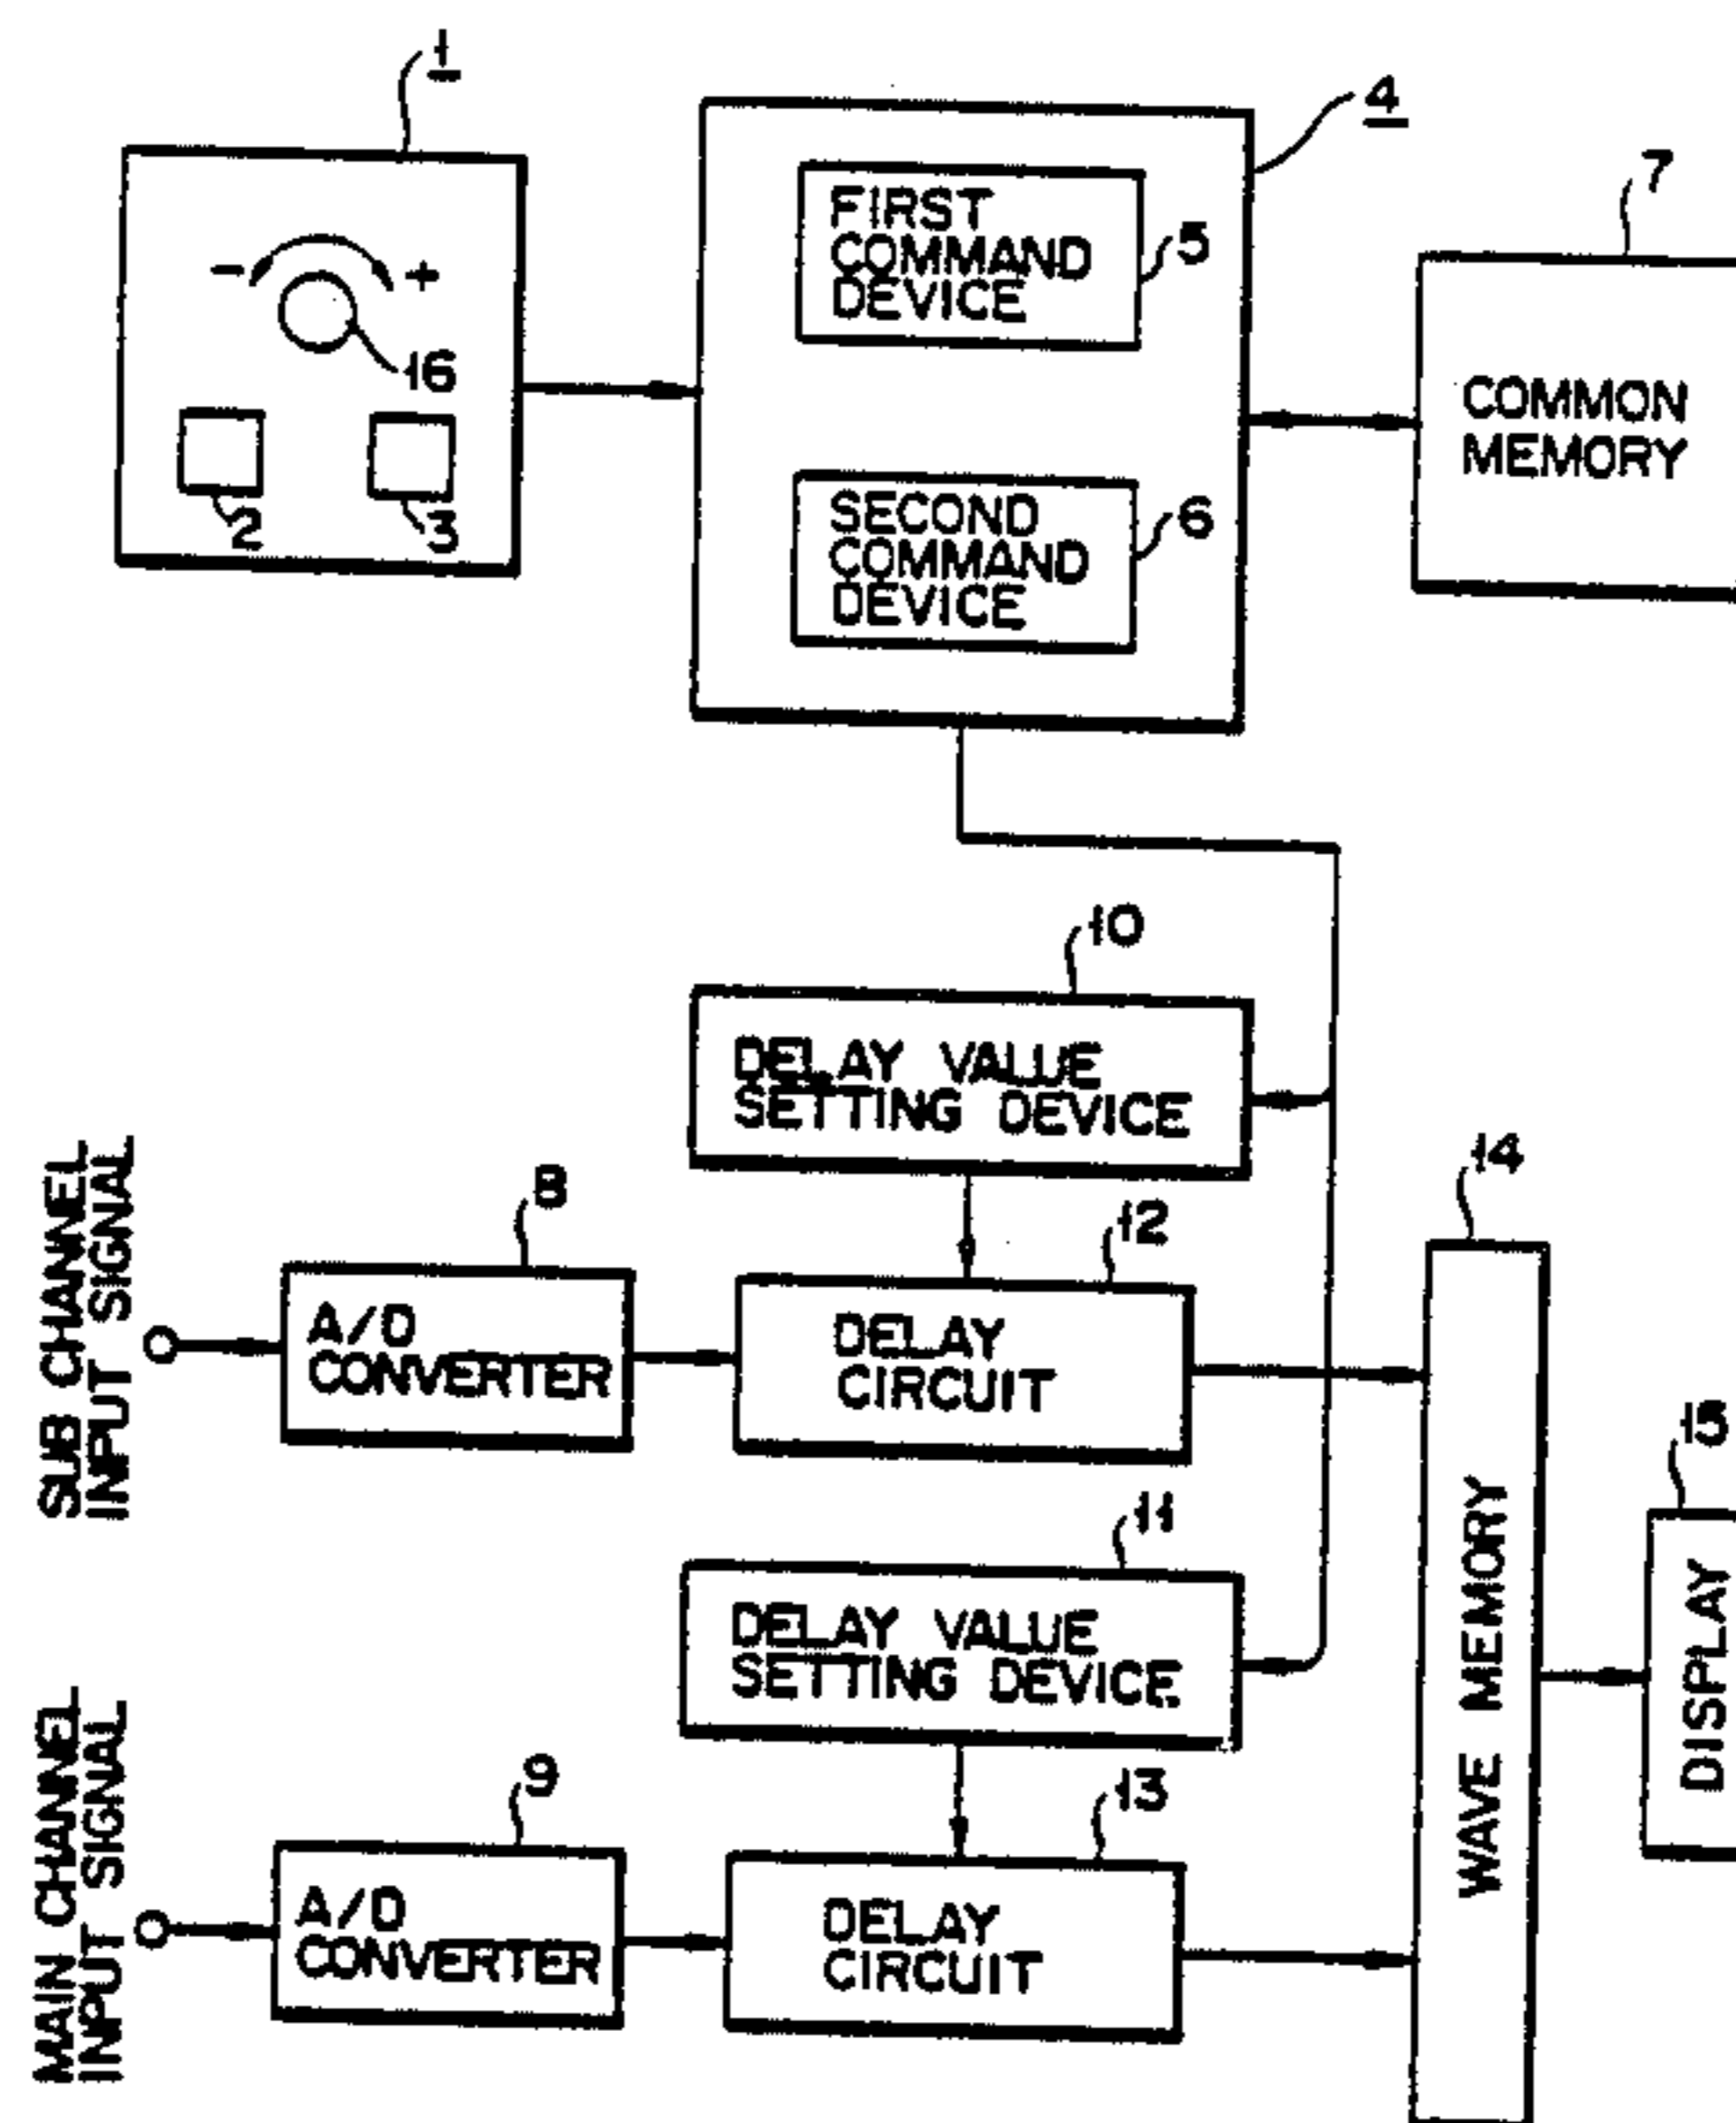 1
4
7
FIRST
COMMAND
DEVICE
5
- +
16
COMMON
MEMORY
2
3
SECOND
COMMAND
DEVICE
6
10
DELAY VALUE
SETTING DEVICE
14
SUB CHANNEL
INPUT SIGNAL
8
12
A/D
CONVERTER
DELAY
CIRCUIT
15
11
DELAY VALUE
SETTING DEVICE
WAVE MEMORY
DISPLAY
MAIN CHANNEL
INPUT SIGNAL
9
13
A/D
CONVERTER
DELAY
CIRCUIT